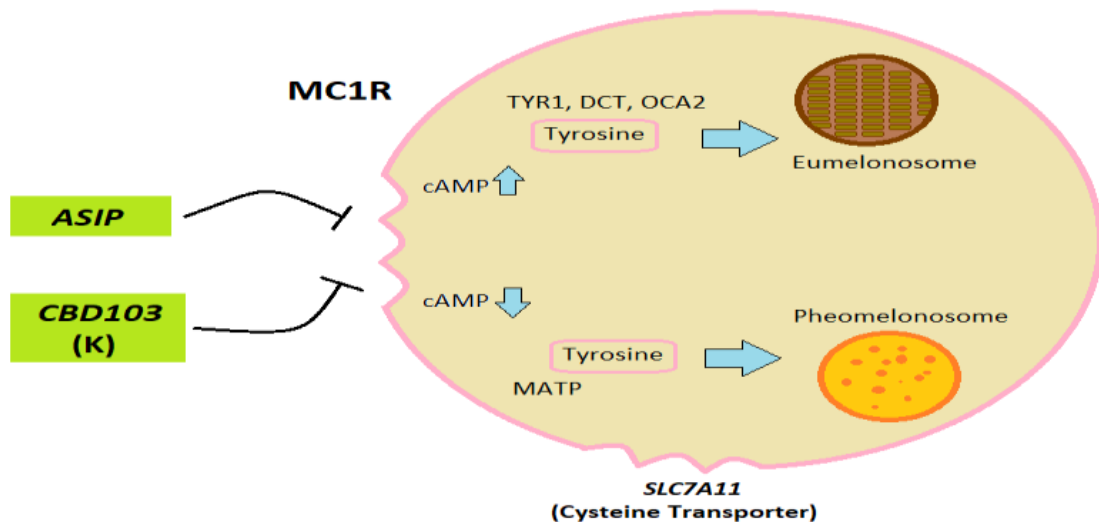 MC1R
TYR1, DCT, OCA2
Tyrosine
Eumelonosome
cAMP
ASIP
CBD103
(K)
cAMP
Pheomelonosome
Tyrosine
MATP
SLC7A11
(Cysteine Transporter)